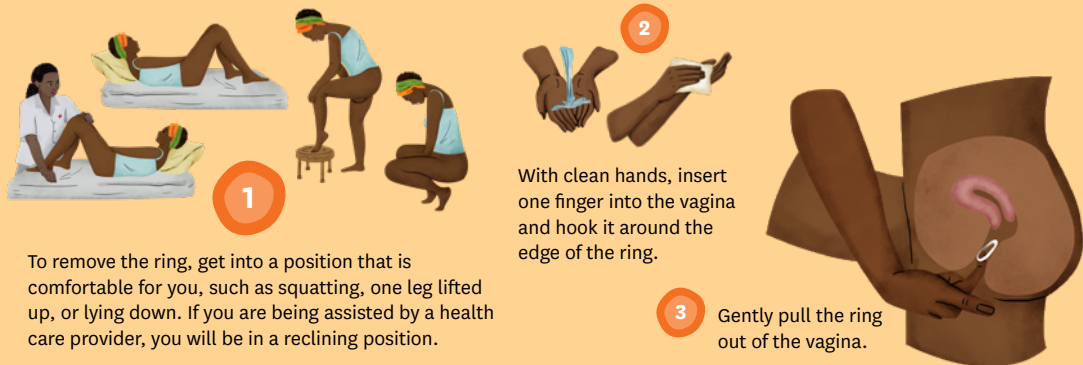 1
To remove the ring, get into a position that is
comfortable for you, such as squatting, one leg lifted
up, or lying down. If you are being assisted by a health
care provider, you will be in a reclining position.
2
With clean hands, insert
one finger into the vagina
and hook it around the
edge of the ring.
3
Gently pull the ring
out of the vagina.